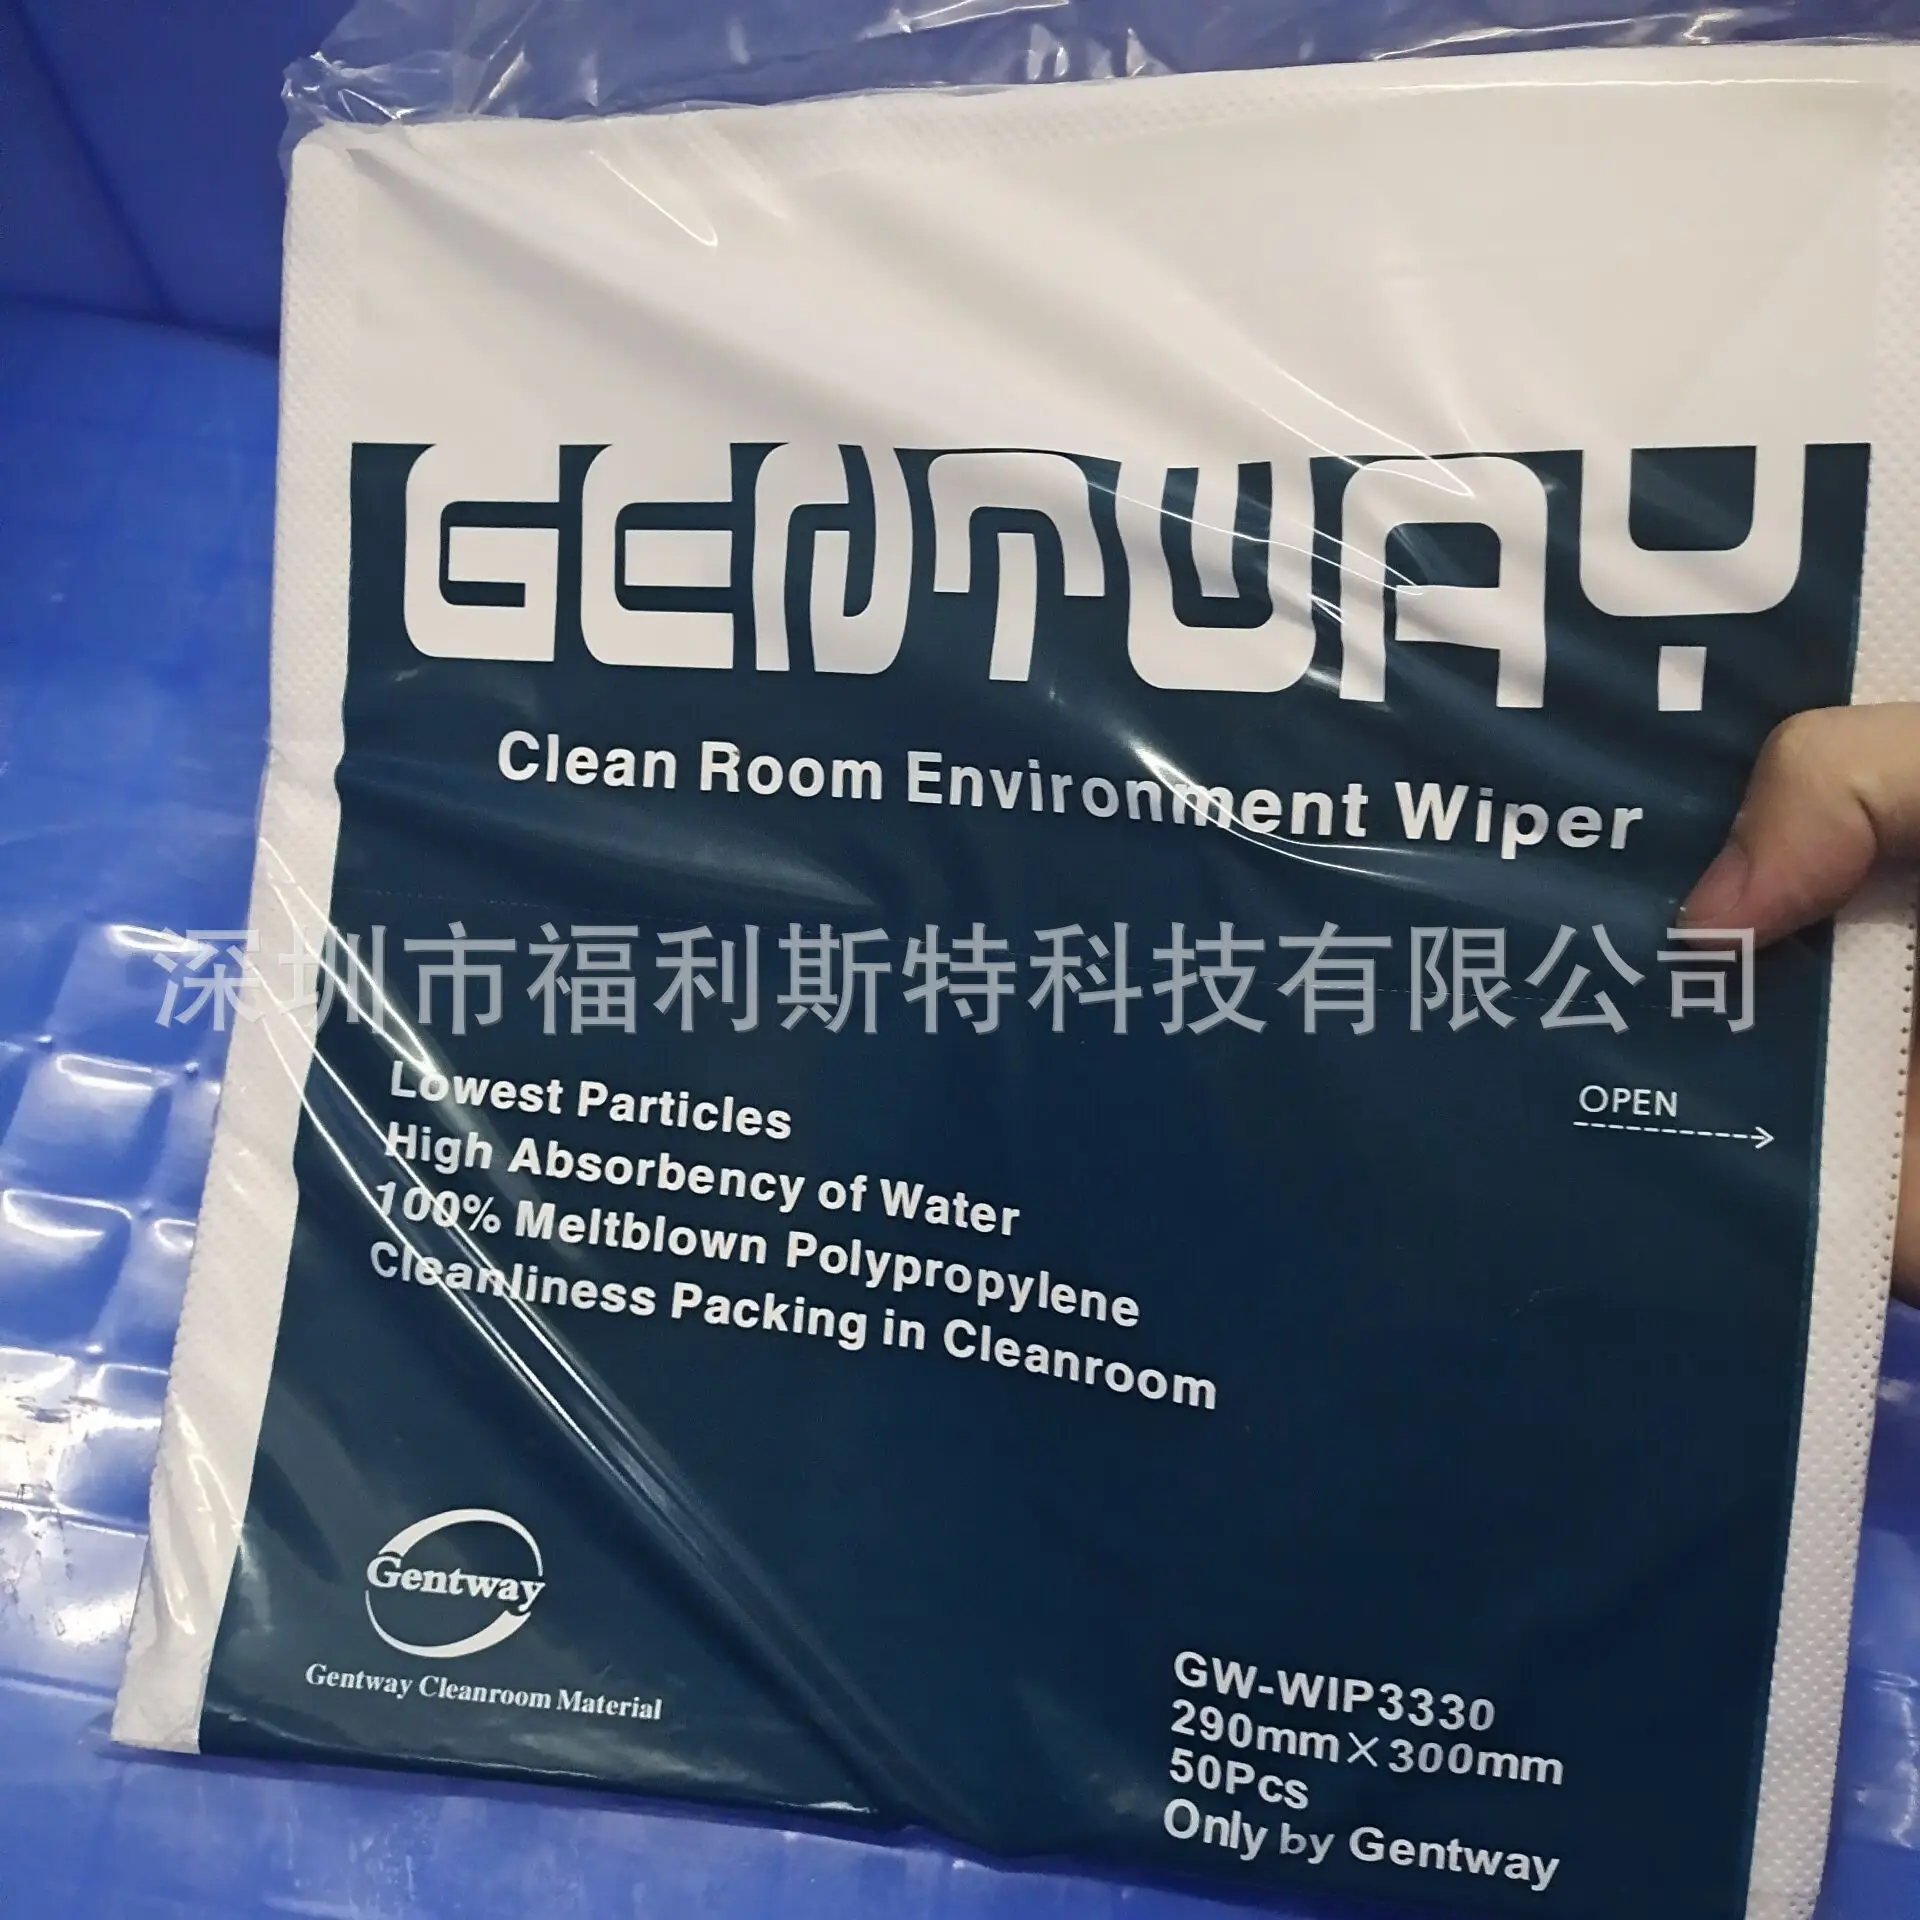 GENTWAY
Clean Room Environment Wiper
深圳市福利斯特科技有限公司
OPEN
Lowest Particles
High Absorbency of Water
100% Meltblown Polypropylene
Cleanliness Packing in Cleanroom
Gentway
Gentway Cleanroom Material
GW-WIP3330
290mm×300mm
50Pcs
Only by Gentway